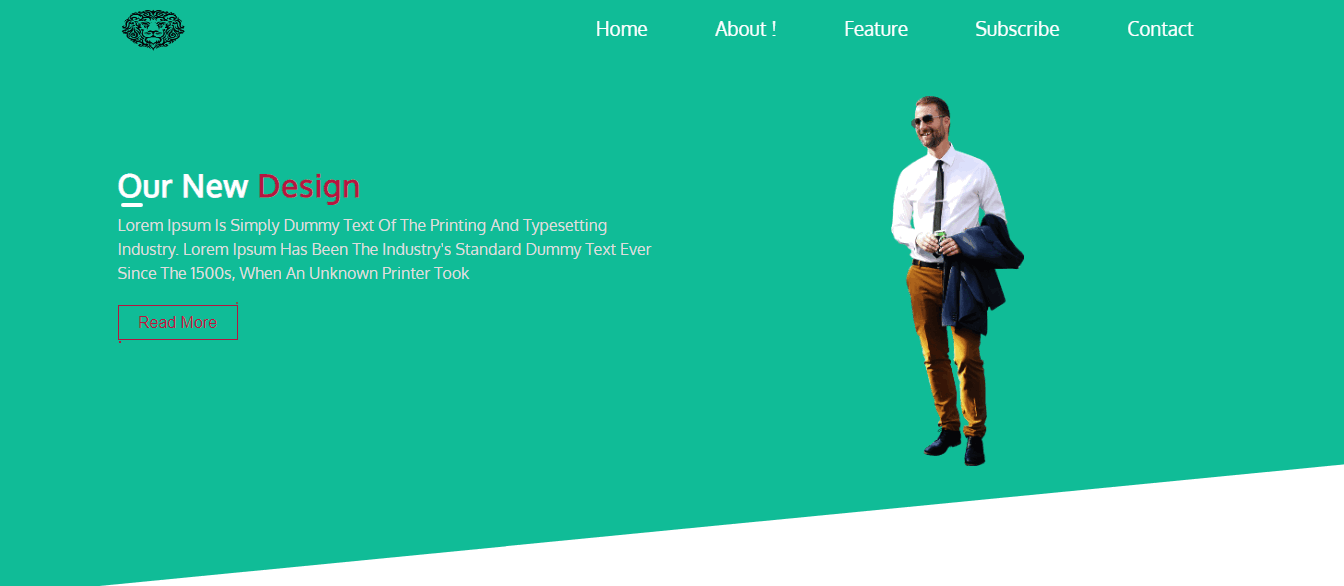 Home About ! Feature Subscribe Contact
Our New Design
Lorem Ipsum Is Simply Dummy Text Of The Printing And Typesetting
Industry. Lorem Ipsum Has Been The Industry's Standard Dummy Text Ever
Since The 1500s, When An Unknown Printer Took
Read More